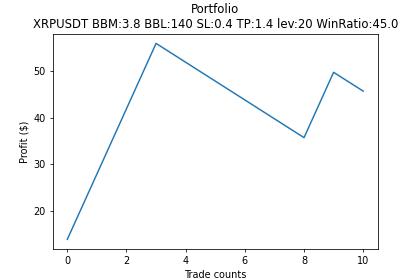 Portfolio
XRPUSDT BBM:3.8 BBL:140 SL:0.4 TP:1.4 lev:20 WinRatio:45.0
Profit ($)
50
40
30
20
0 2 4 6 8 10
Trade counts